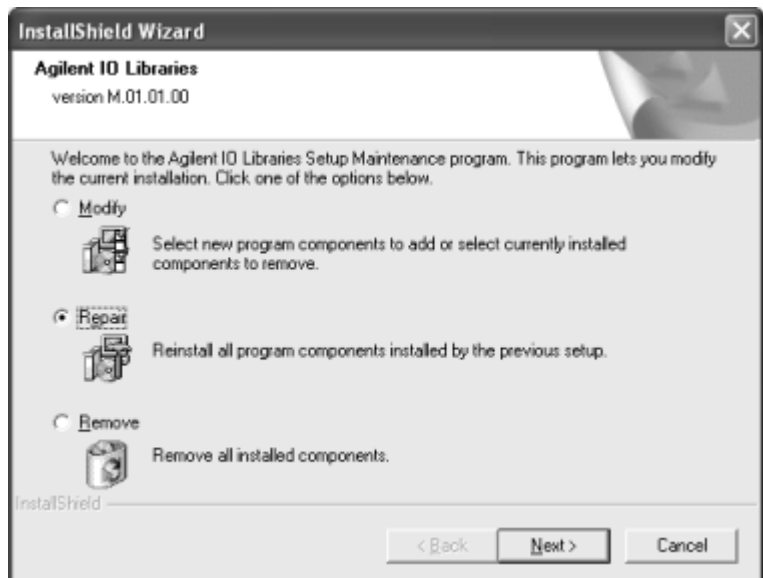 InstallShield Wizard
Agilent IO Libraries
version M.01.01.00
Welcome to the Agilent IO Libraries Setup Maintenance program. This program lets you modify
the current installation. Click one of the options below.
Modify
Select new program components to add or select currently installed
components to remove.
Repair
Reinstall all program components installed by the previous setup.
Remove
Remove all installed components.
InstallShield
< Back
Next >
Cancel